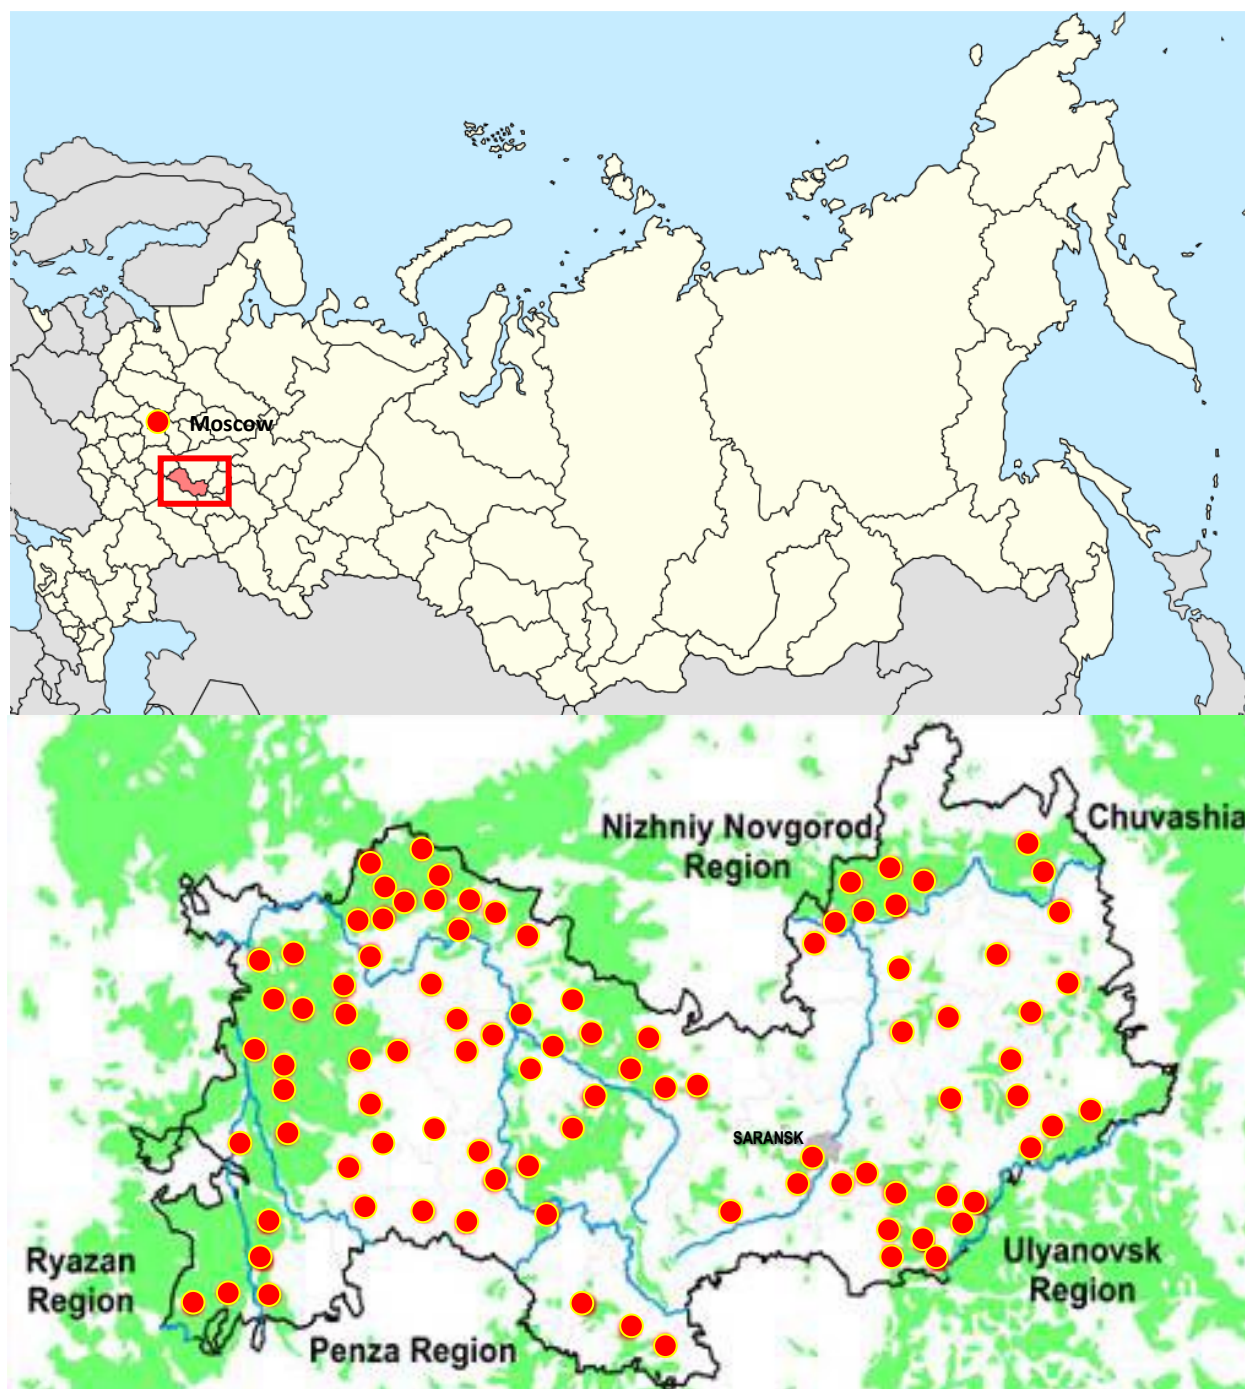 Moscow
Nizhniy Novgorod
Region
Chuvashia
SARANSK
Ryazan
Region
Ulyanovsk
Region
Penza Region